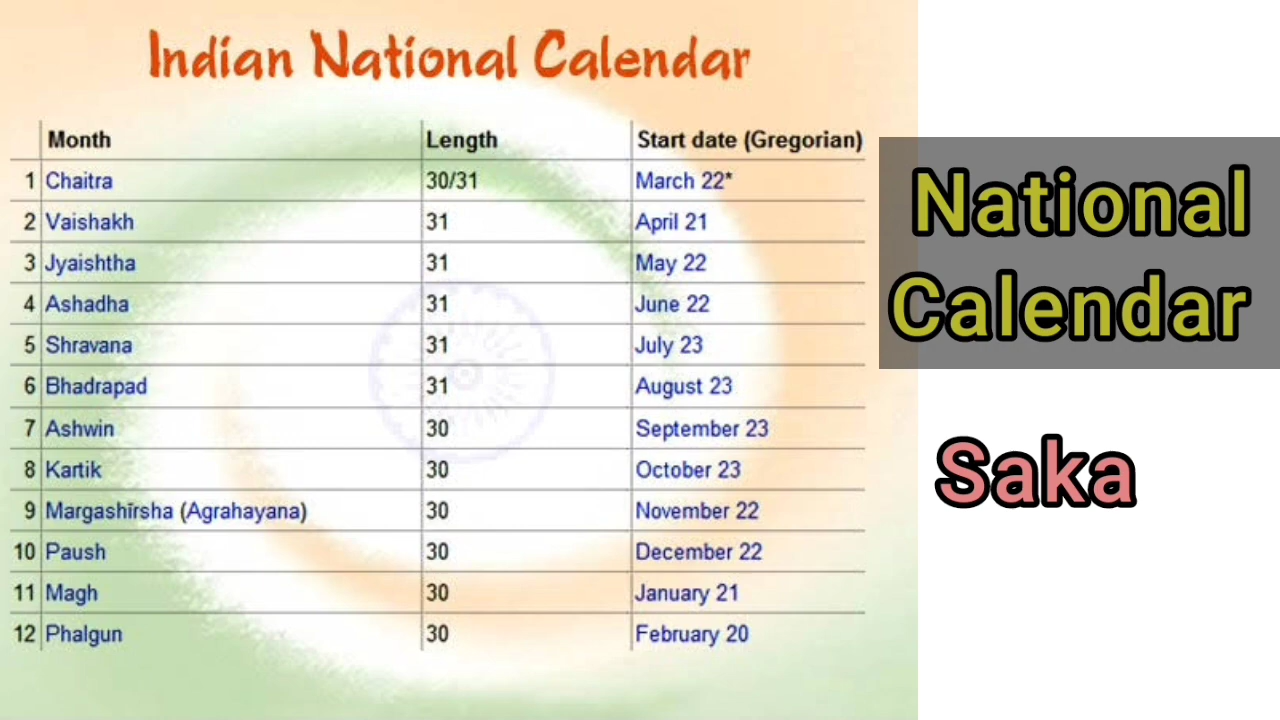 Indian National Calendar
Month Length Start date (Gregorian)
1 Chaitra 30/31 March 22*
2 Vaishakh 31 April 21
3 Jyaishtha 31 May 22
4 Ashadha 31 June 22
5 Shravana 31 July 23
6 Bhadrapad 31 August 23
7 Ashwin 30 September 23
8 Kartik 30 October 23
9 Margashīrsha (Agrahayana) 30 November 22
10 Paush 30 December 22
11 Magh 30 January 21
12 Phalgun 30 February 20
National
Calendar
Saka